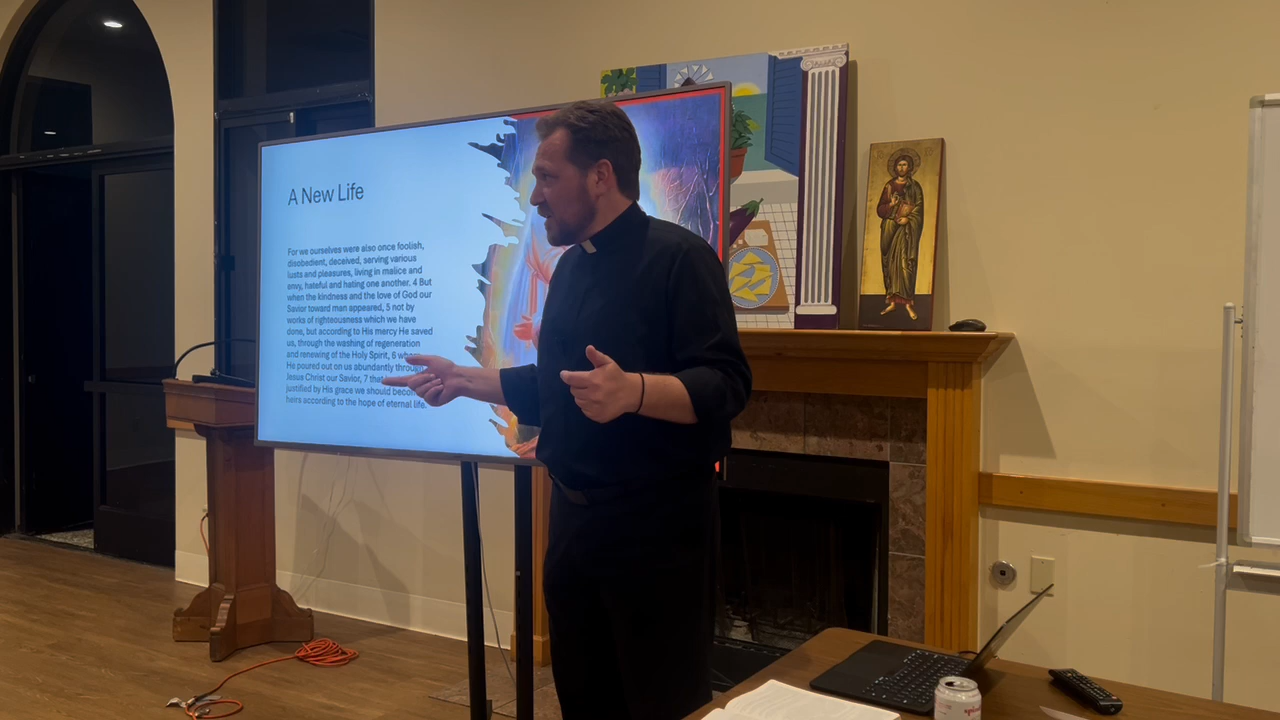 A New Life
For we ourselves were also once foolish,
disobedient, deceived, serving various
lusts and pleasures, living in malice and
envy, hateful and hating one another. 4 But
when the kindness and the love of God our
Savior toward man appeared, 5 not by
works of righteousness which we have
done, but according to His mercy He saved
us, through the washing of regeneration
and renewing of the Holy Spirit, 6
He poured out on us abundantly through
Jesus Christ our Savior, 7
justified by His grace we should
heirs according to the hope of eternal life.